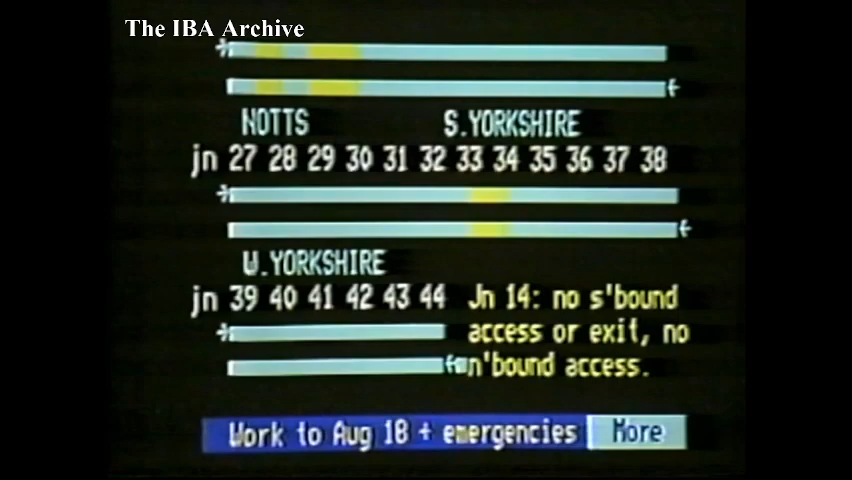 The IBA Archive
NOTTS S.YORKSHIRE
jn 27 28 29 30 31 32 33 34 35 36 37 38
W.YORKSHIRE
jn 39 40 41 42 43 44 Jn 14: no s'bound
access or exit, no
n'bound access.
Work to Aug 18 + emergencies More